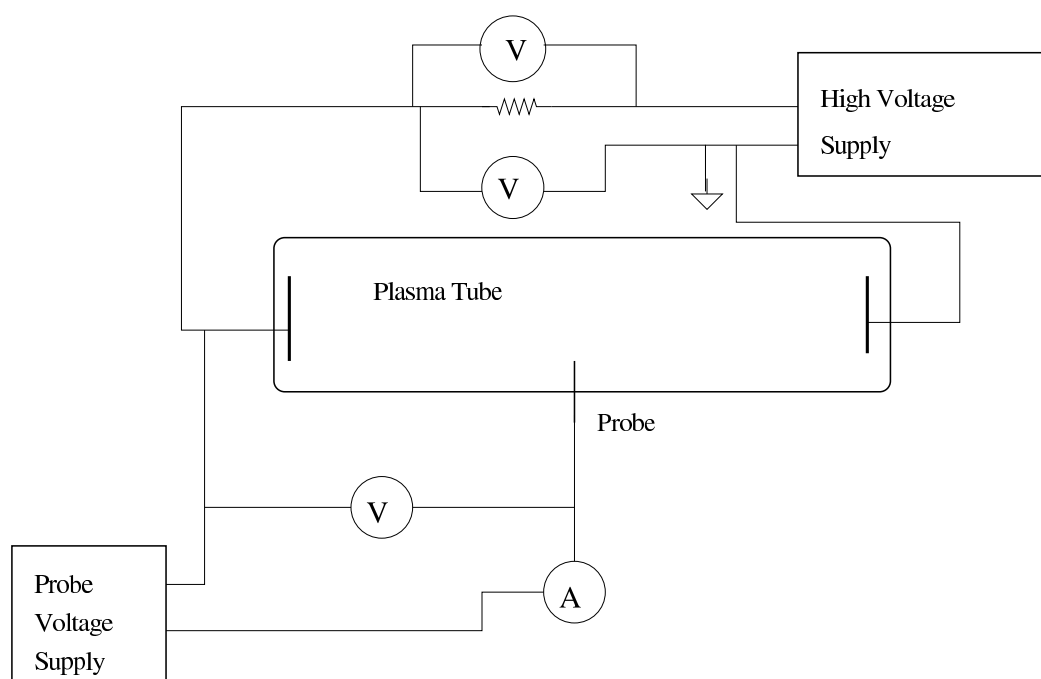 V
High Voltage
Supply
V
Plasma Tube
Probe
V
Probe
Voltage
Supply
A